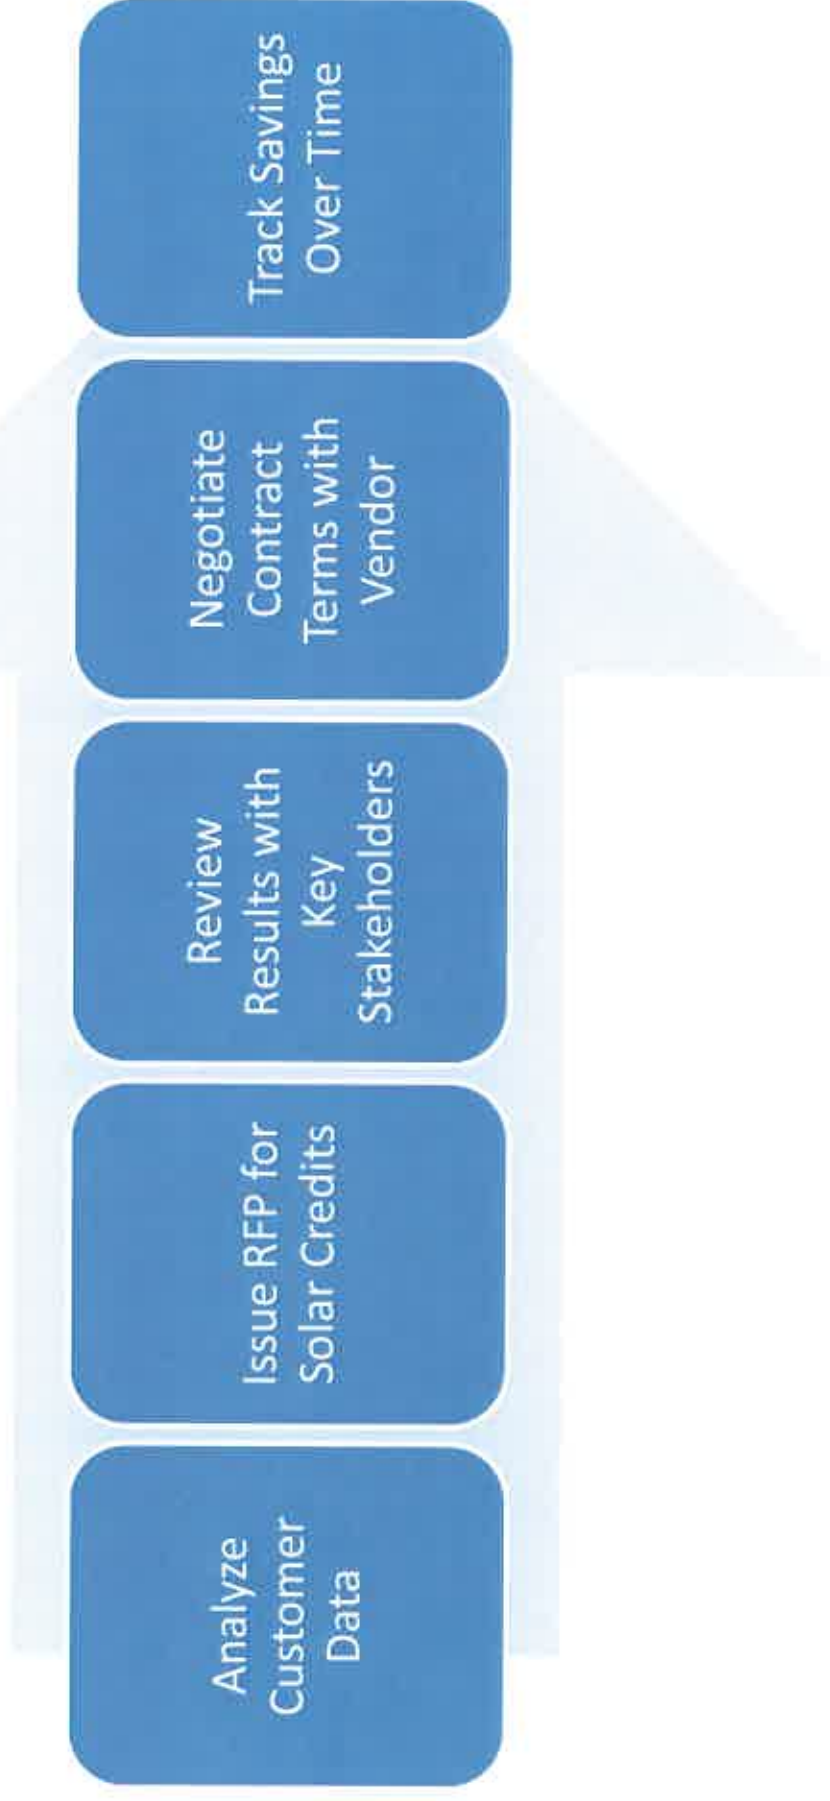 Analyze
Customer
Data
Issue RFP for
Solar Credits
Review
Results with
Key
Stakeholders
Negotiate
Contract
Terms with
Vendor
Track Savings
Over Time